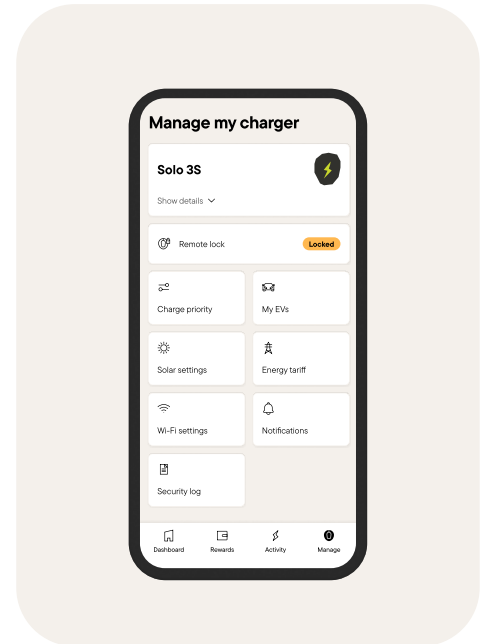 Manage my charger
Solo 3S
Show details
Remote lock
Locked
Charge priority
My EVs
Solar settings
Energy tariff
Wi-Fi settings
Notifications
Security log
Dashboard
Rewards
Activity
Manage